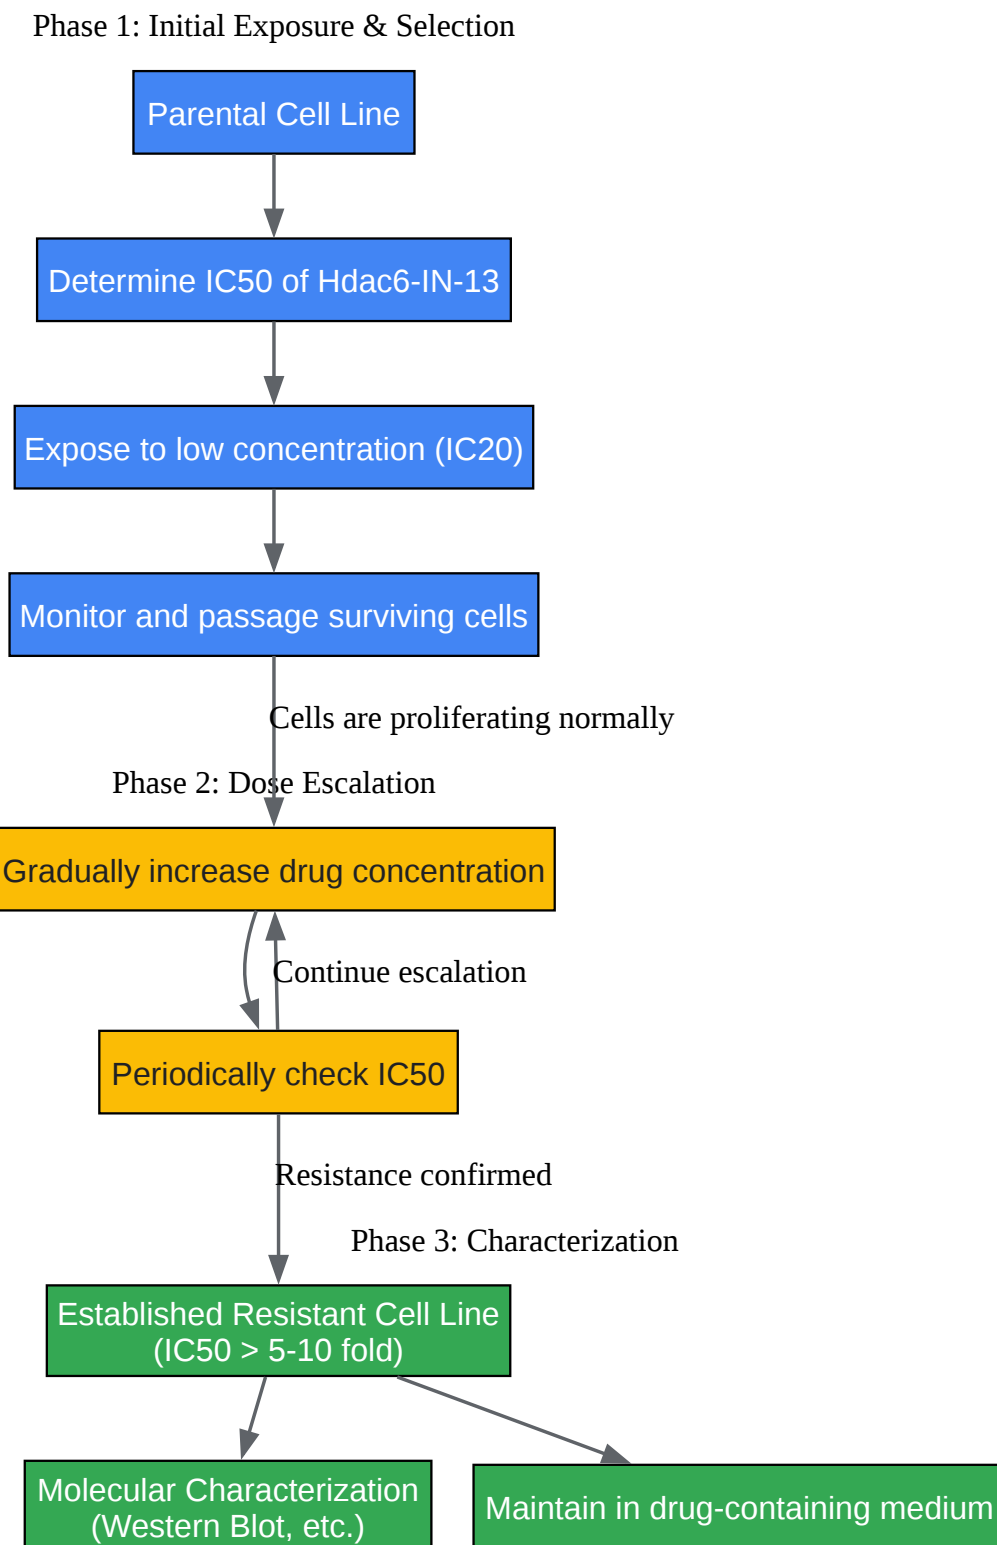 Phase 1: Initial Exposure & Selection
Parental Cell Line
Determine IC50 of Hdac6-IN-13
Expose to low concentration (IC20)
Monitor and passage surviving cells
Cells are proliferating normally
Phase 2: Dose Escalation
Gradually increase drug concentration
Continue escalation
Periodically check IC50
Resistance confirmed
Phase 3: Characterization
Established Resistant Cell Line
(IC50 > 5-10 fold)
Molecular Characterization
(Western Blot, etc.)
Maintain in drug-containing medium